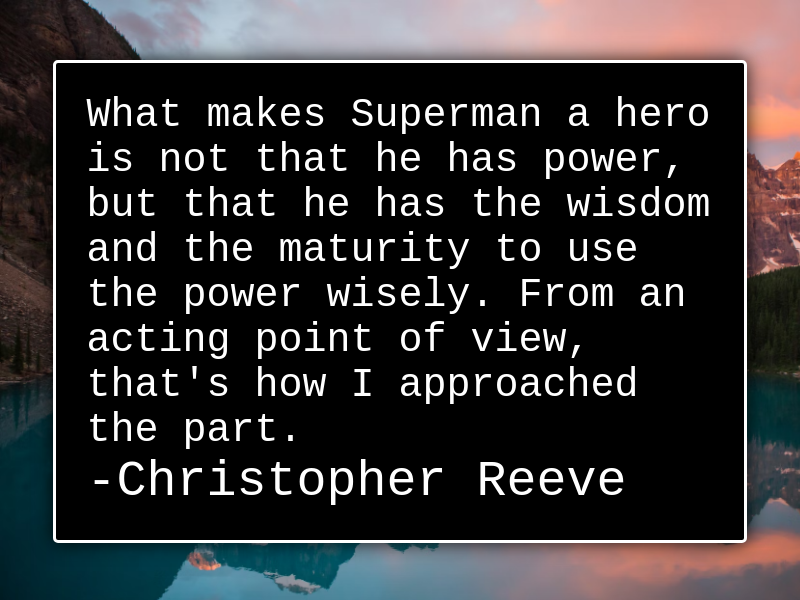 What makes Superman a hero
is not that he has power,
but that he has the wisdom
and the maturity to use
the power wisely. From an
acting point of view,
that's how I approached
the part.
-Christopher Reeve